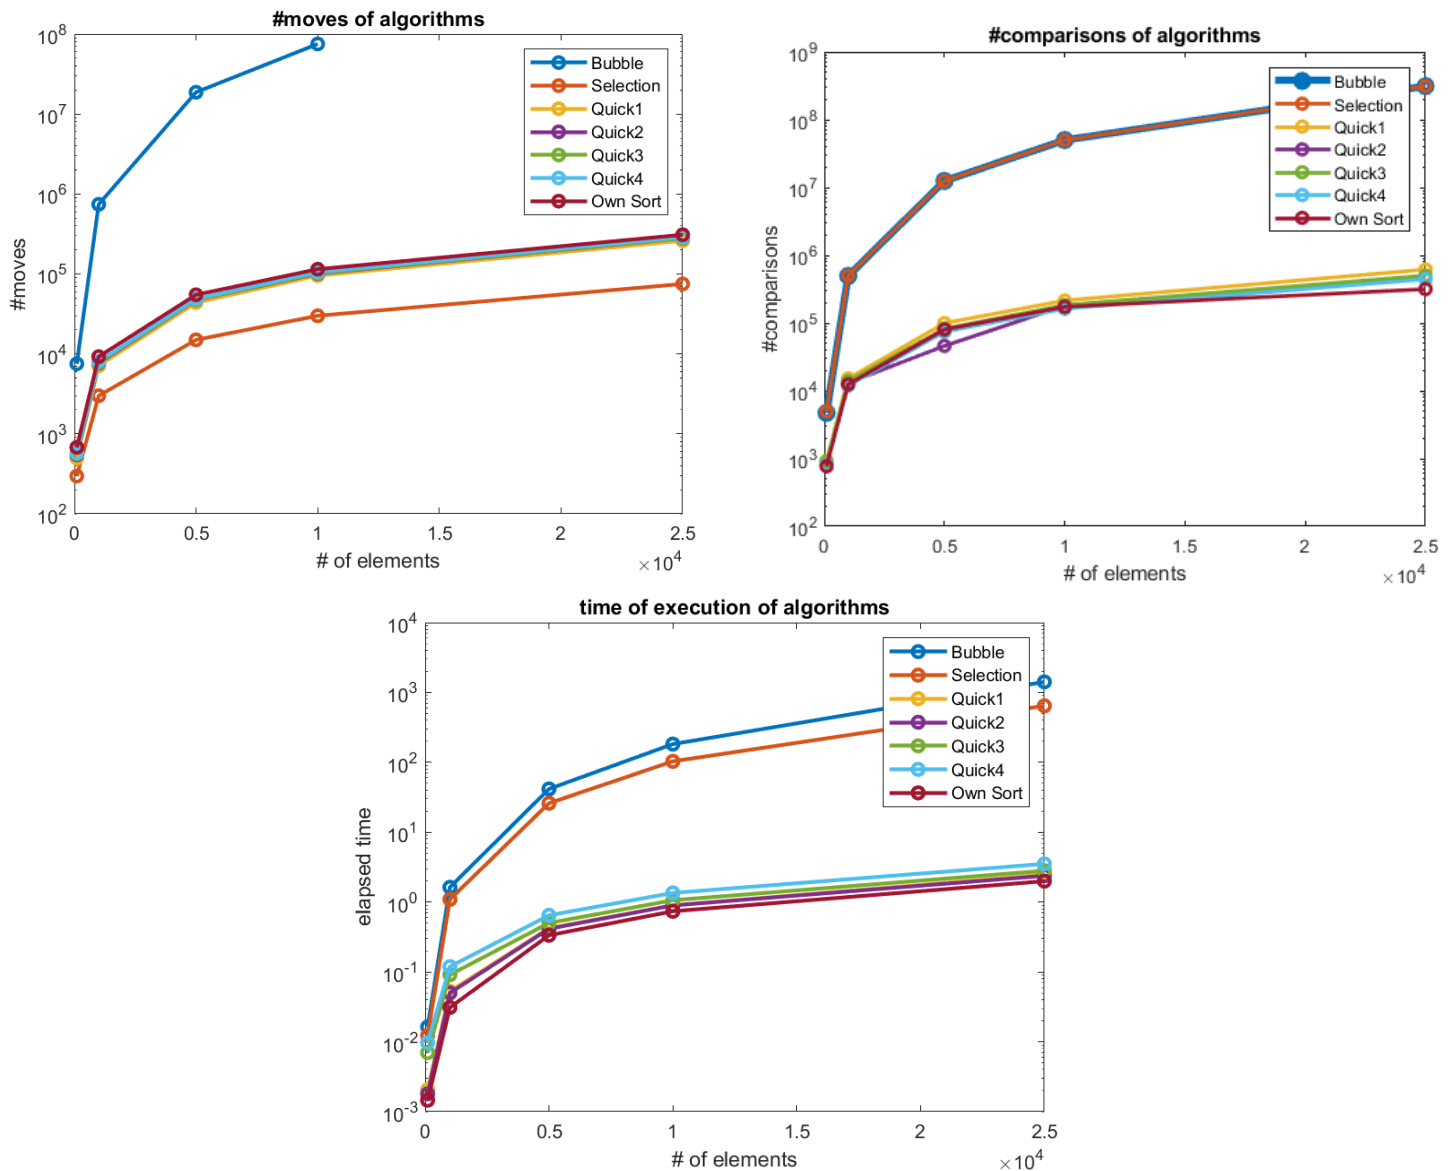 #moves of algorithms
10^8
10^7
10^6
10^5
10^4
10^3
10^2
#moves
0
0.5
1
1.5
2
2.5
# of elements
×10^4
Bubble
Selection
Quick1
Quick2
Quick3
Quick4
Own Sort
#comparisons of algorithms
10^9
10^8
10^7
10^6
10^5
10^4
10^3
10^2
#comparisons
0
0.5
1
1.5
2
2.5
# of elements
×10^4
Bubble
Selection
Quick1
Quick2
Quick3
Quick4
Own Sort
time of execution of algorithms
10^4
10^3
10^2
10^1
10^0
10^-1
10^-2
10^-3
elapsed time
0
0.5
1
1.5
2
2.5
# of elements
×10^4
Bubble
Selection
Quick1
Quick2
Quick3
Quick4
Own Sort